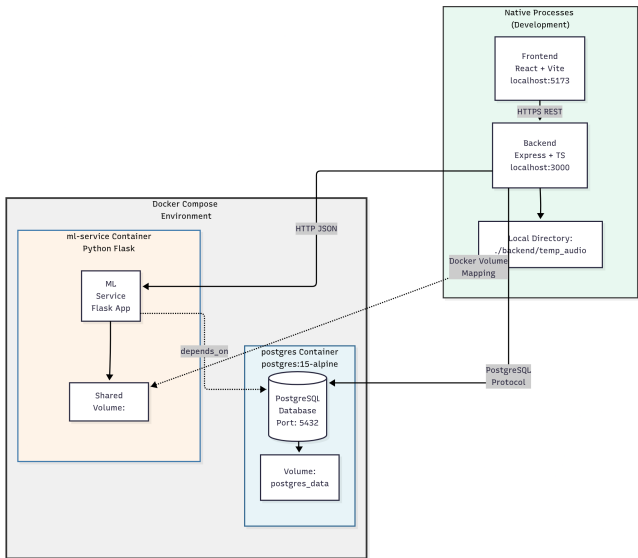 Native Processes
(Development)
Frontend
React + Vite
localhost:5173
HTTPS REST
Backend
Express + TS
localhost:3000
Local Directory:
./backend/temp_audio
Docker Volume
Mapping
PostgreSQL
Protocol
HTTP JSON
Docker Compose
Environment
ml-service Container
Python Flask
ML
Service
Flask App
depends_on
Shared
Volume:
postgres Container
postgres:15-alpine
PostgreSQL
Database
Port: 5432
Volume:
postgres_data